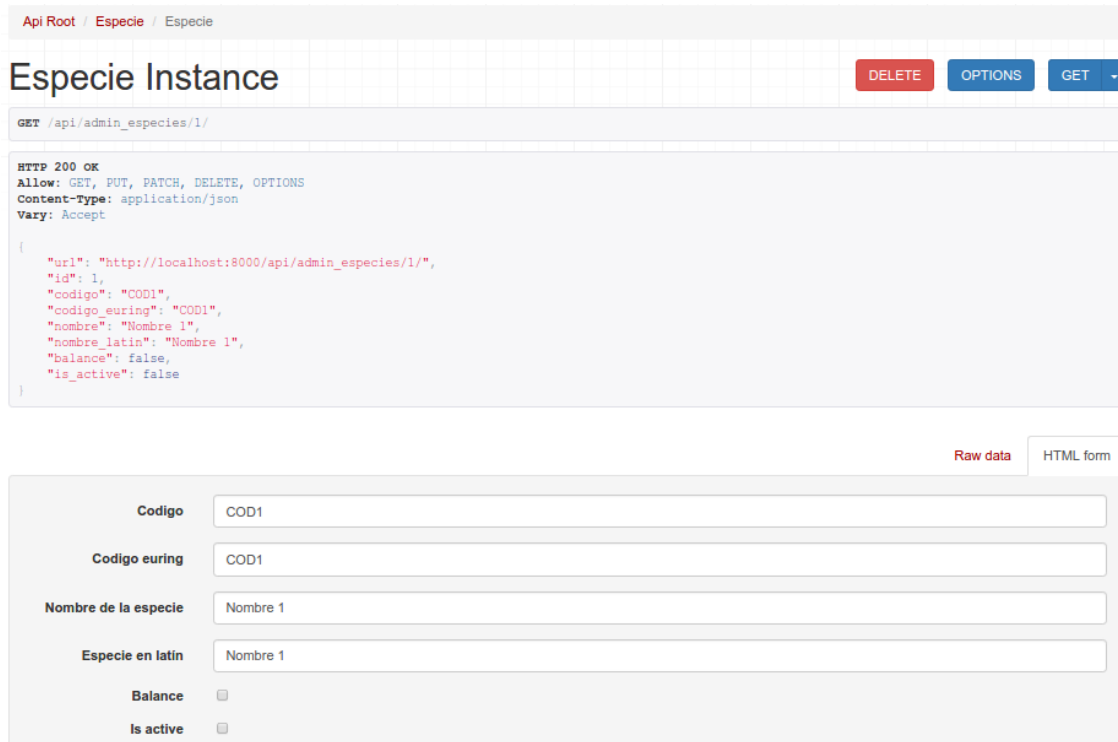 Api Root / Especie / Especie
Especie Instance
DELETE OPTIONS GET
GET /api/admin_especies/1/
HTTP 200 OK
Allow: GET, PUT, PATCH, DELETE, OPTIONS
Content-Type: application/json
Vary: Accept
{
"url": "http://localhost:8000/api/admin_especies/1/",
"id": 1,
"codigo": "COD1",
"codigo_euring": "COD1",
"nombre": "Nombre 1",
"nombre_latin": "Nombre 1",
"balance": false,
"is_active": false
}
Raw data HTML form
Codigo COD1
Codigo euring COD1
Nombre de la especie Nombre 1
Especie en latín Nombre 1
Balance
Is active